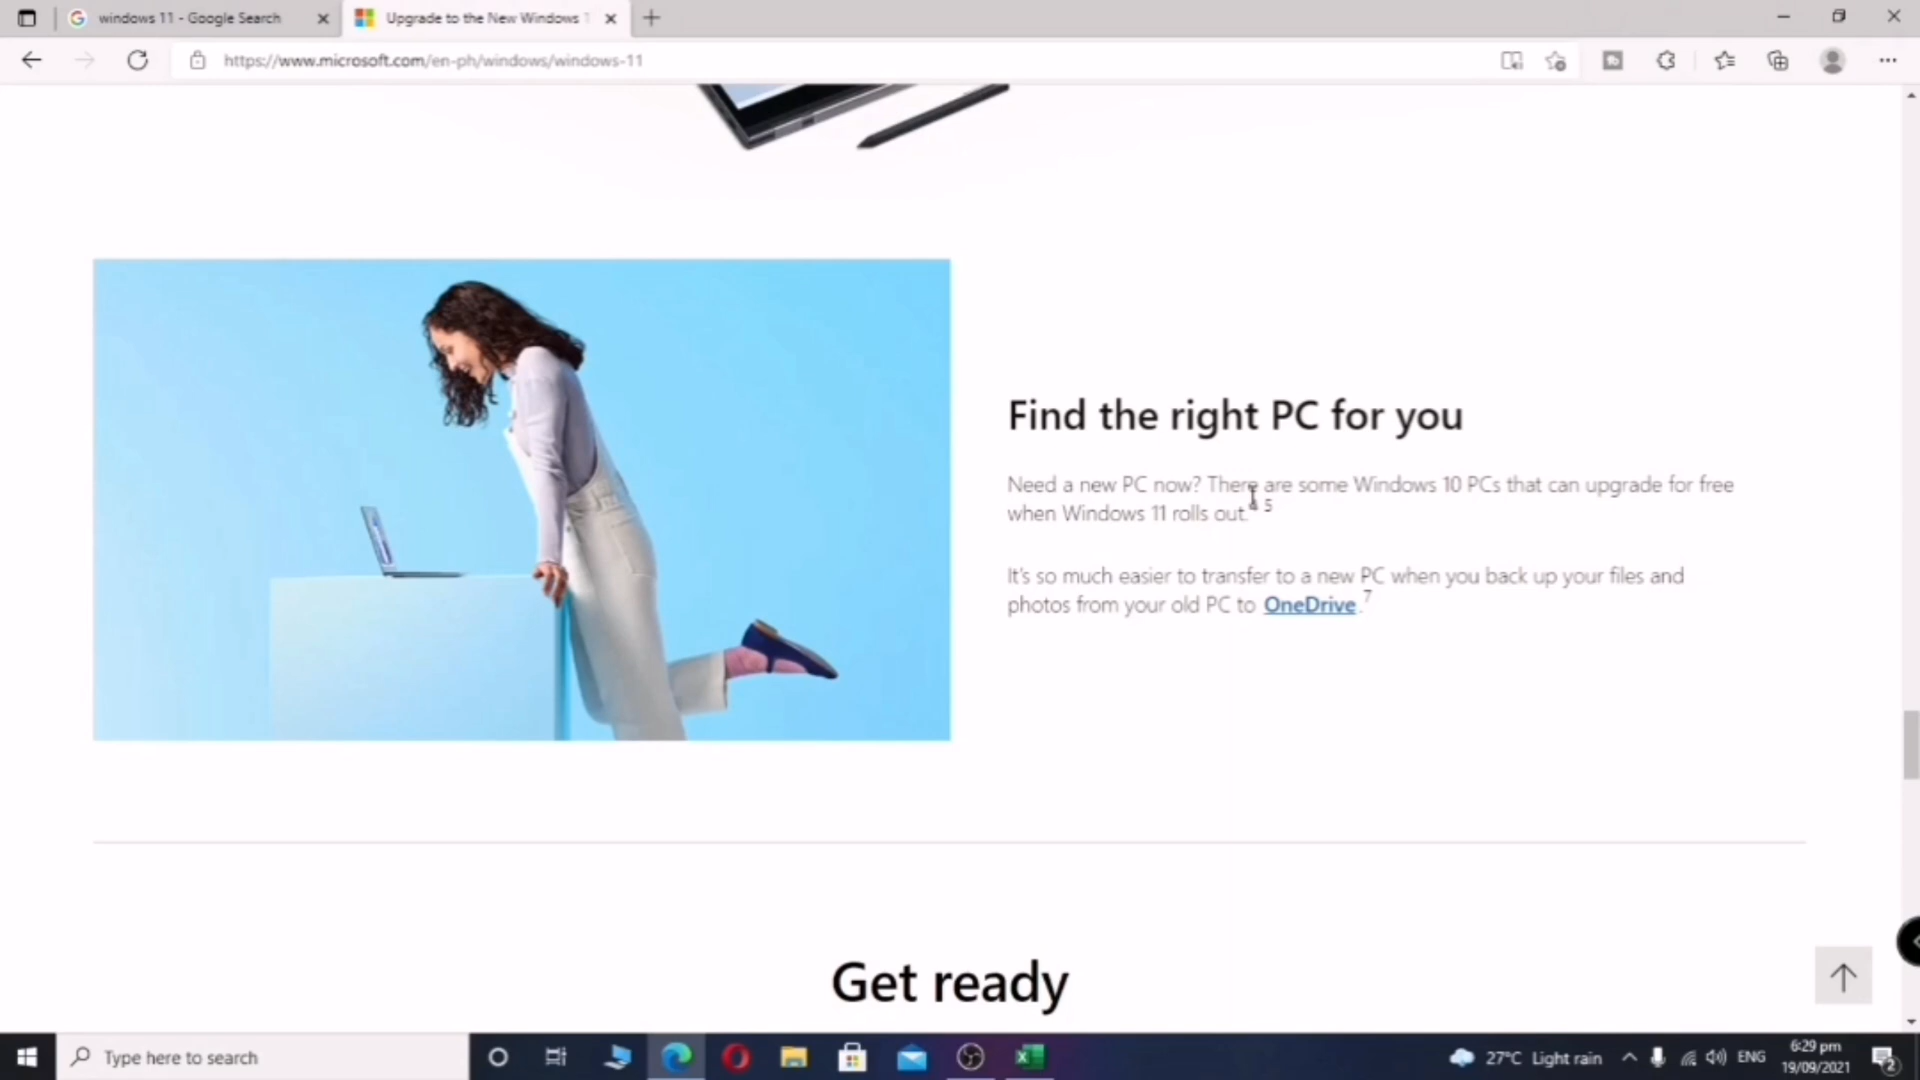 windows 11 - Google Search
Upgrade to the New Windows 1
https://www.microsoft.com/en-ph/windows/windows-11
Find the right PC for you
Need a new PC now? There are some Windows 10 PCs that can upgrade for free
when Windows 11 rolls out.4 5
It's so much easier to transfer to a new PC when you back up your files and
photos from your old PC to OneDrive.7
Get ready
Type here to search
27°C Light rain
ENG
6:29 pm
19/09/2021
2